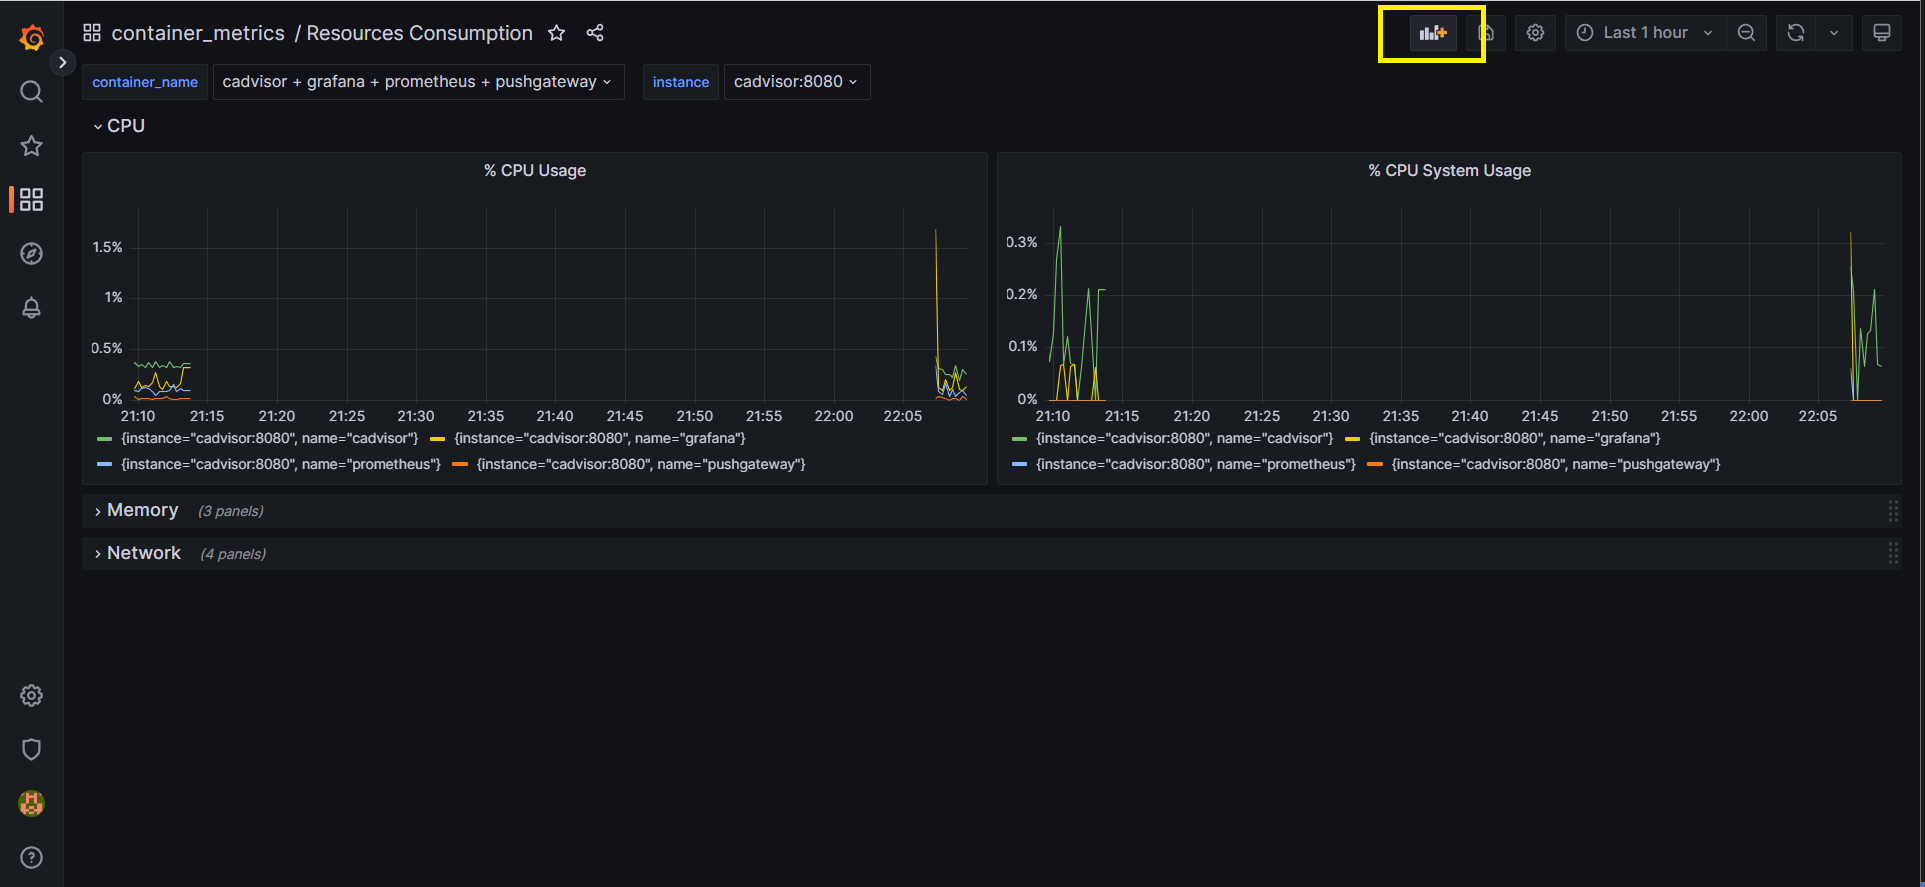 container_metrics / Resources Consumption
Last 1 hour
container_name cadvisor + grafana + prometheus + pushgateway
instance cadvisor:8080
CPU
% CPU Usage
1.5%
1%
0.5%
0%
21:10 21:15 21:20 21:25 21:30 21:35 21:40 21:45 21:50 21:55 22:00 22:05
{instance="cadvisor:8080", name="cadvisor"} {instance="cadvisor:8080", name="grafana"}
{instance="cadvisor:8080", name="prometheus"} {instance="cadvisor:8080", name="pushgateway"}
% CPU System Usage
0.3%
0.2%
0.1%
0%
21:10 21:15 21:20 21:25 21:30 21:35 21:40 21:45 21:50 21:55 22:00 22:05
{instance="cadvisor:8080", name="cadvisor"} {instance="cadvisor:8080", name="grafana"}
{instance="cadvisor:8080", name="prometheus"} {instance="cadvisor:8080", name="pushgateway"}
Memory (3 panels)
Network (4 panels)